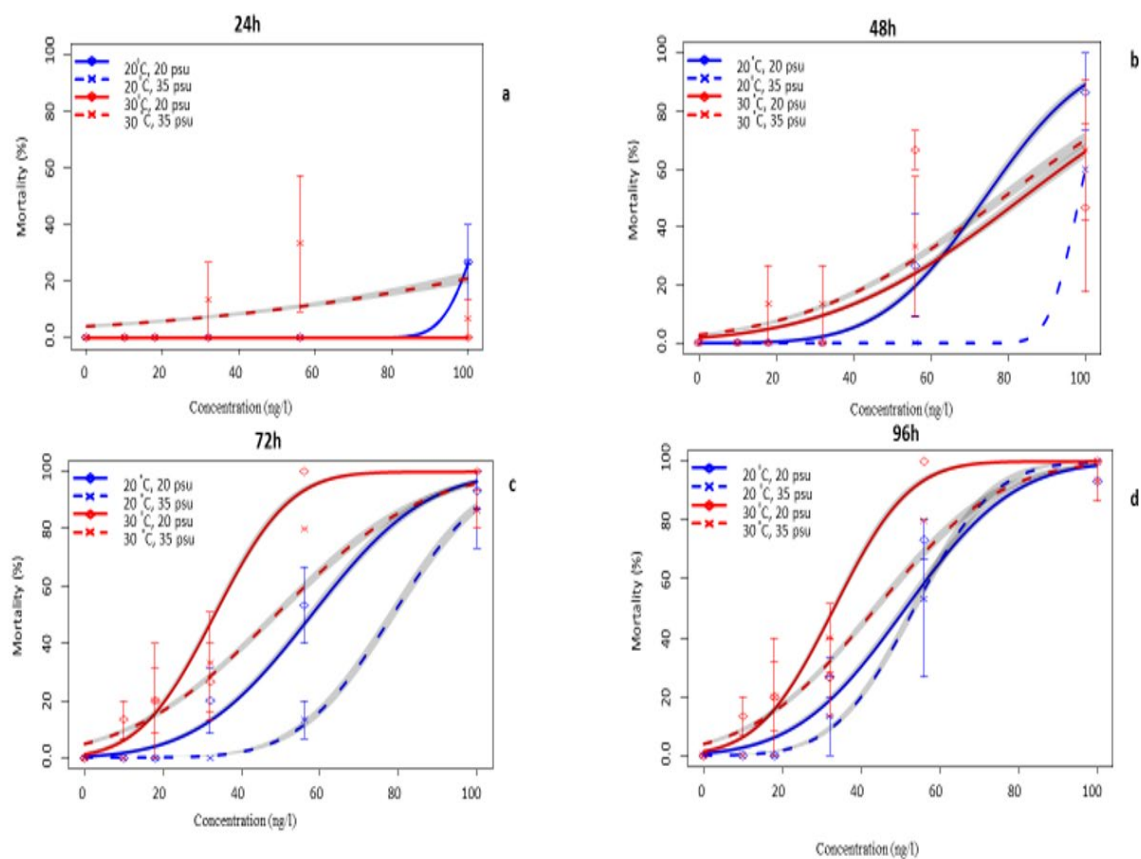 24h
a
20°C, 20 psu
20°C, 35 psu
30°C, 20 psu
30 °C, 35 psu
Mortality (%)
0.0 20 40 60 80 100
0 20 40 60 80 100
Concentration (ng/l)
48h
b
20°C, 20 psu
20°C, 35 psu
30°C, 20 psu
30 °C, 35 psu
Mortality (%)
0.0 20 40 60 80 100
0 20 40 60 80 100
Concentration (ng/l)
72h
c
20 °C, 20 psu
20 °C, 35 psu
30 °C, 20 psu
30 °C, 35 psu
Mortality (%)
0.0 20 40 60 80 100
0 20 40 60 80 100
Concentration (ng/l)
96h
d
20 °C, 20 psu
20 °C, 35 psu
30 °C, 20 psu
30 °C, 35 psu
Mortality (%)
0.0 20 40 60 80 100
0 20 40 60 80 100
Concentration (ng/l)